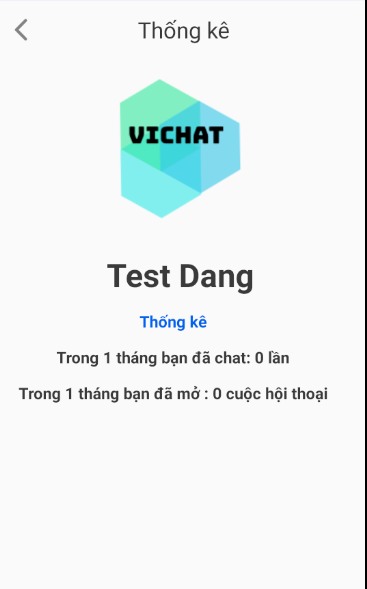 Thống kê
VICHAT
Test Dang
Thống kê
Trong 1 tháng bạn đã chat: 0 lần
Trong 1 tháng bạn đã mở : 0 cuộc hội thoại